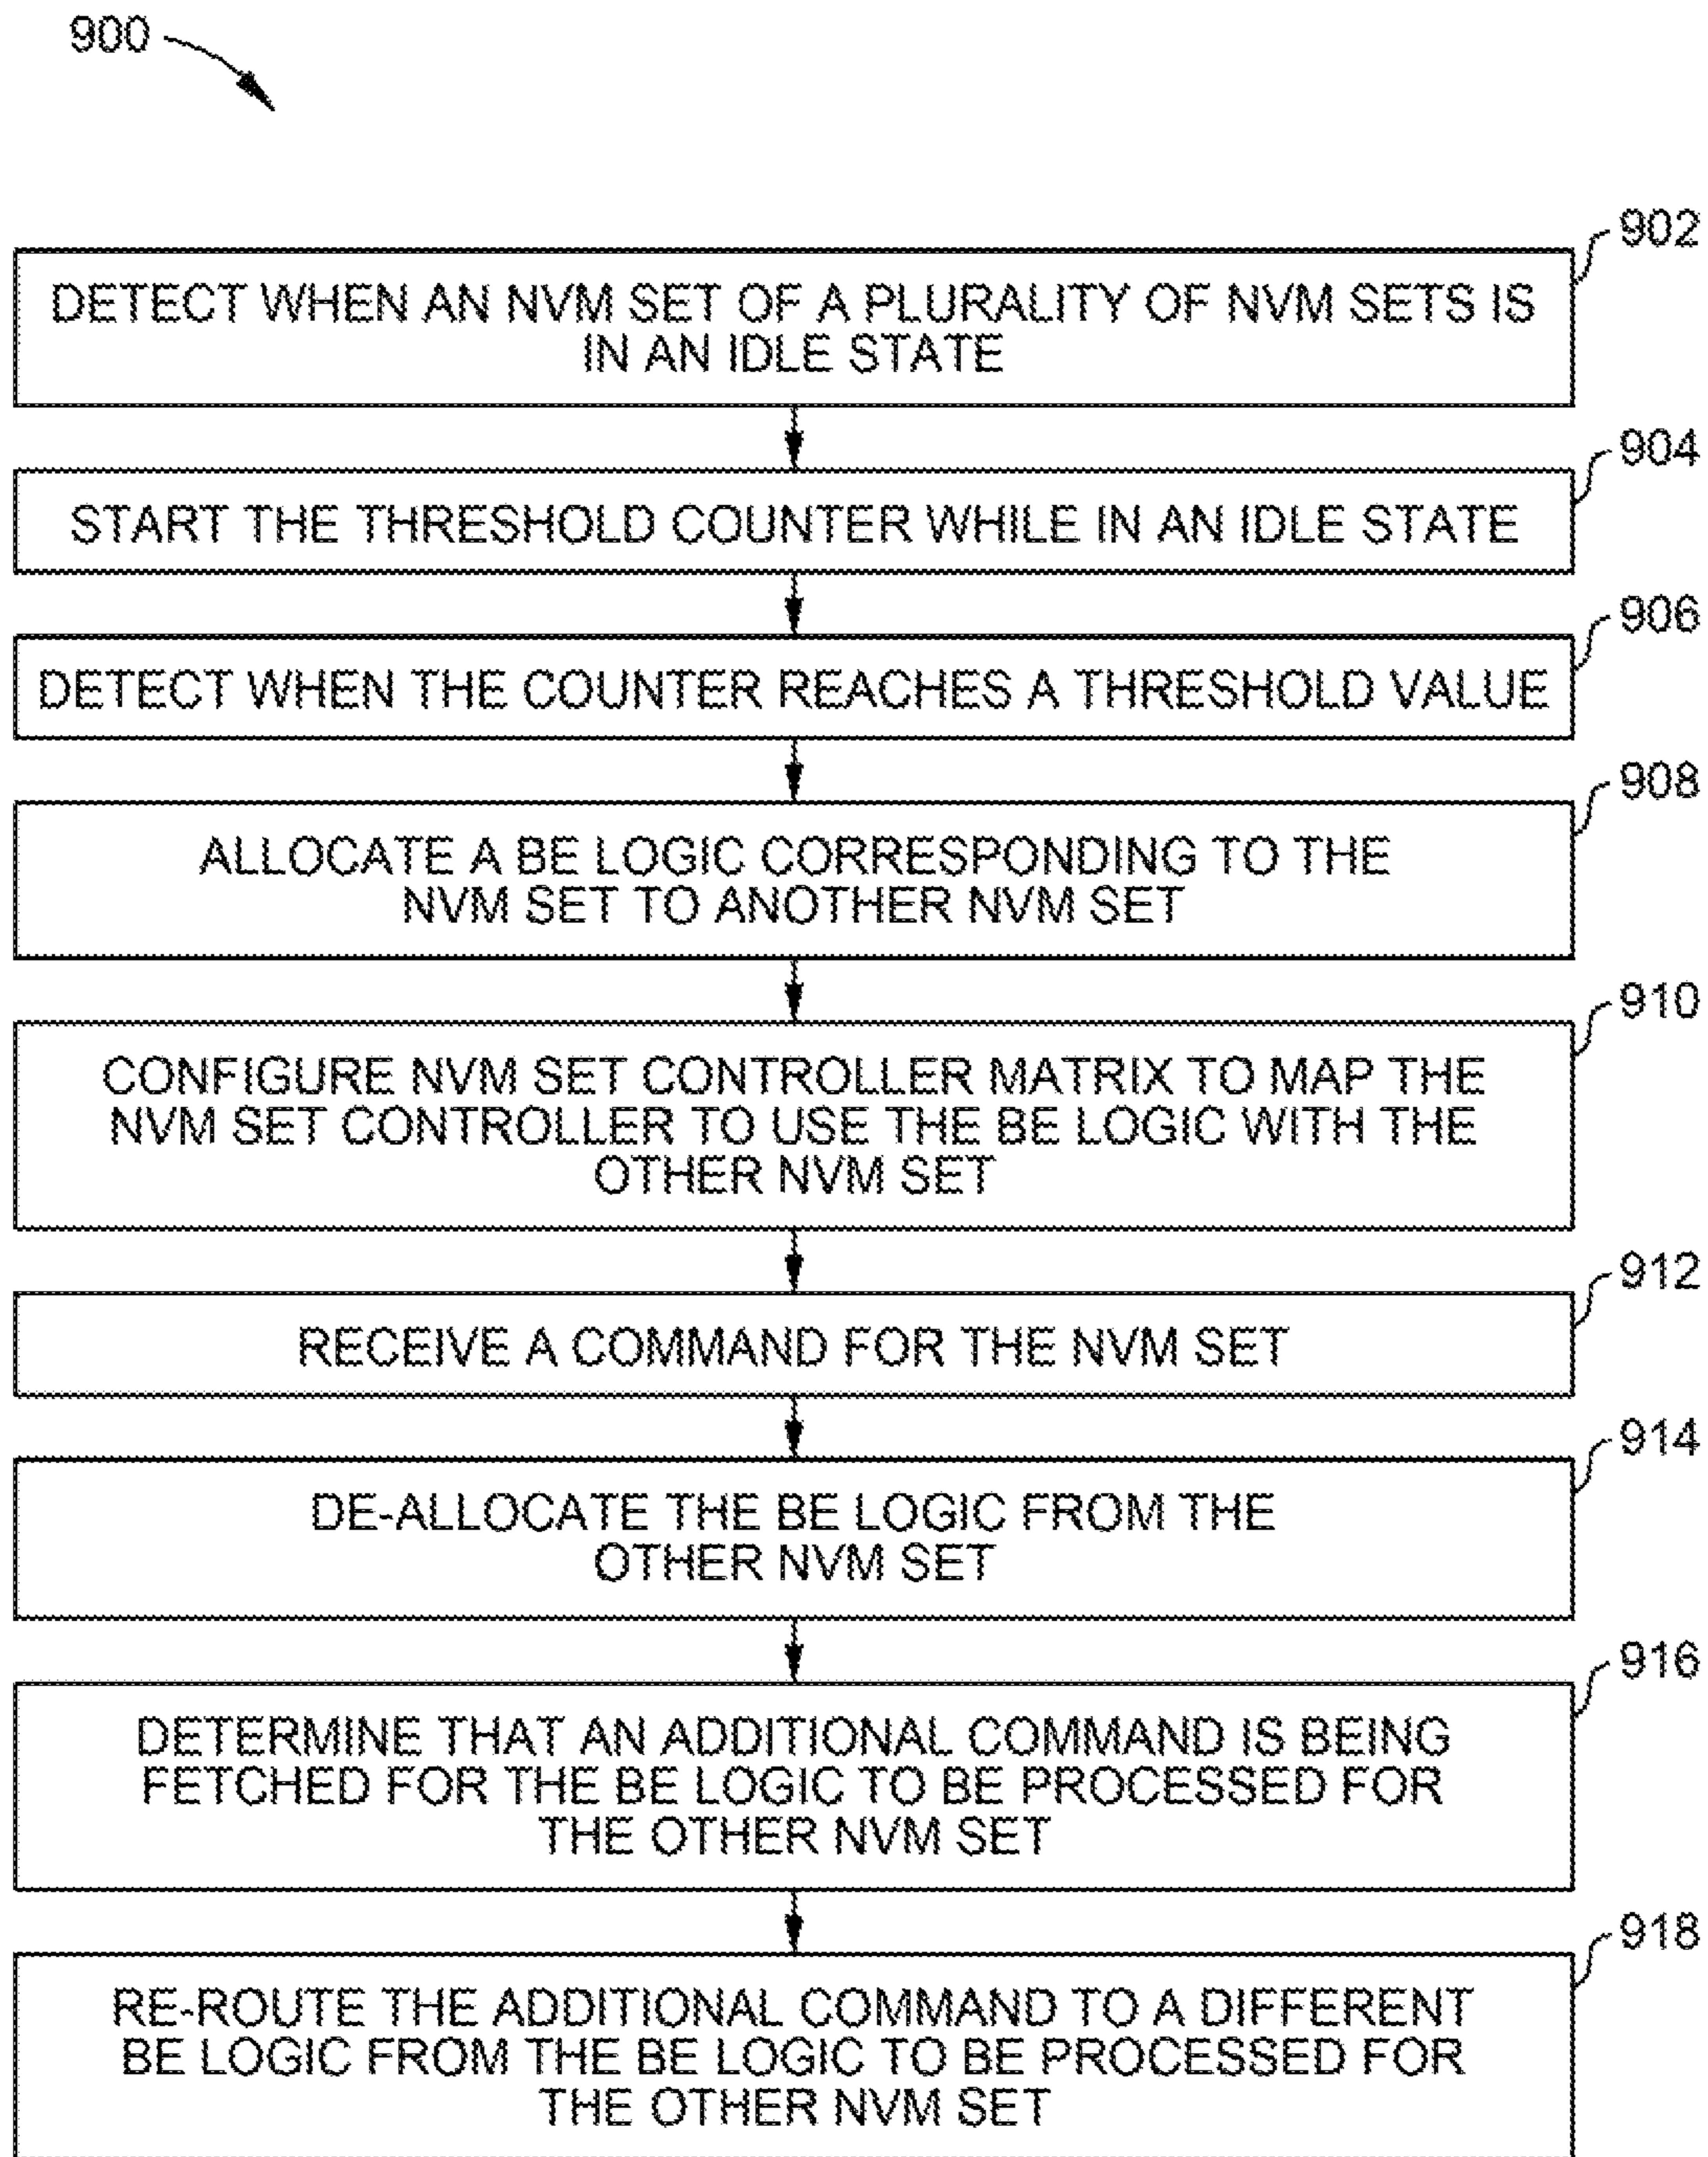 900
902
DETECT WHEN AN NVM SET OF A PLURALITY OF NVM SETS IS
IN AN IDLE STATE
904
START THE THRESHOLD COUNTER WHILE IN AN IDLE STATE
906
DETECT WHEN THE COUNTER REACHES A THRESHOLD VALUE
908
ALLOCATE A BE LOGIC CORRESPONDING TO THE
NVM SET TO ANOTHER NVM SET
910
CONFIGURE NVM SET CONTROLLER MATRIX TO MAP THE
NVM SET CONTROLLER TO USE THE BE LOGIC WITH THE
OTHER NVM SET
912
RECEIVE A COMMAND FOR THE NVM SET
914
DE-ALLOCATE THE BE LOGIC FROM THE
OTHER NVM SET
916
DETERMINE THAT AN ADDITIONAL COMMAND IS BEING
FETCHED FOR THE BE LOGIC TO BE PROCESSED FOR
THE OTHER NVM SET
918
RE-ROUTE THE ADDITIONAL COMMAND TO A DIFFERENT
BE LOGIC FROM THE BE LOGIC TO BE PROCESSED FOR
THE OTHER NVM SET